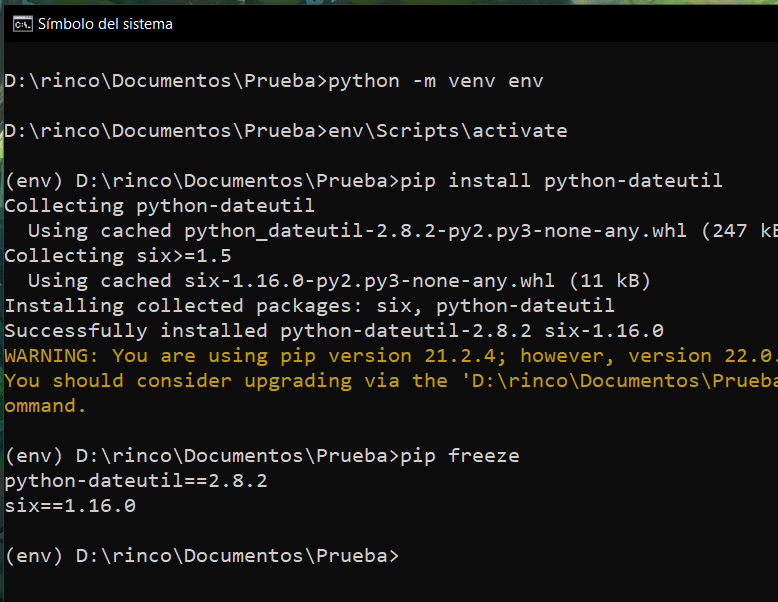 Símbolo del sistema
D:\rinco\Documentos\Prueba>python -m venv env
D:\rinco\Documentos\Prueba>env\Scripts\activate
(env) D:\rinco\Documentos\Prueba>pip install python-dateutil
Collecting python-dateutil
  Using cached python_dateutil-2.8.2-py2.py3-none-any.whl (247 kB
Collecting six>=1.5
  Using cached six-1.16.0-py2.py3-none-any.whl (11 kB)
Installing collected packages: six, python-dateutil
Successfully installed python-dateutil-2.8.2 six-1.16.0
WARNING: You are using pip version 21.2.4; however, version 22.0.
You should consider upgrading via the 'D:\rinco\Documentos\Prueba
ommand.
(env) D:\rinco\Documentos\Prueba>pip freeze
python-dateutil==2.8.2
six==1.16.0
(env) D:\rinco\Documentos\Prueba>